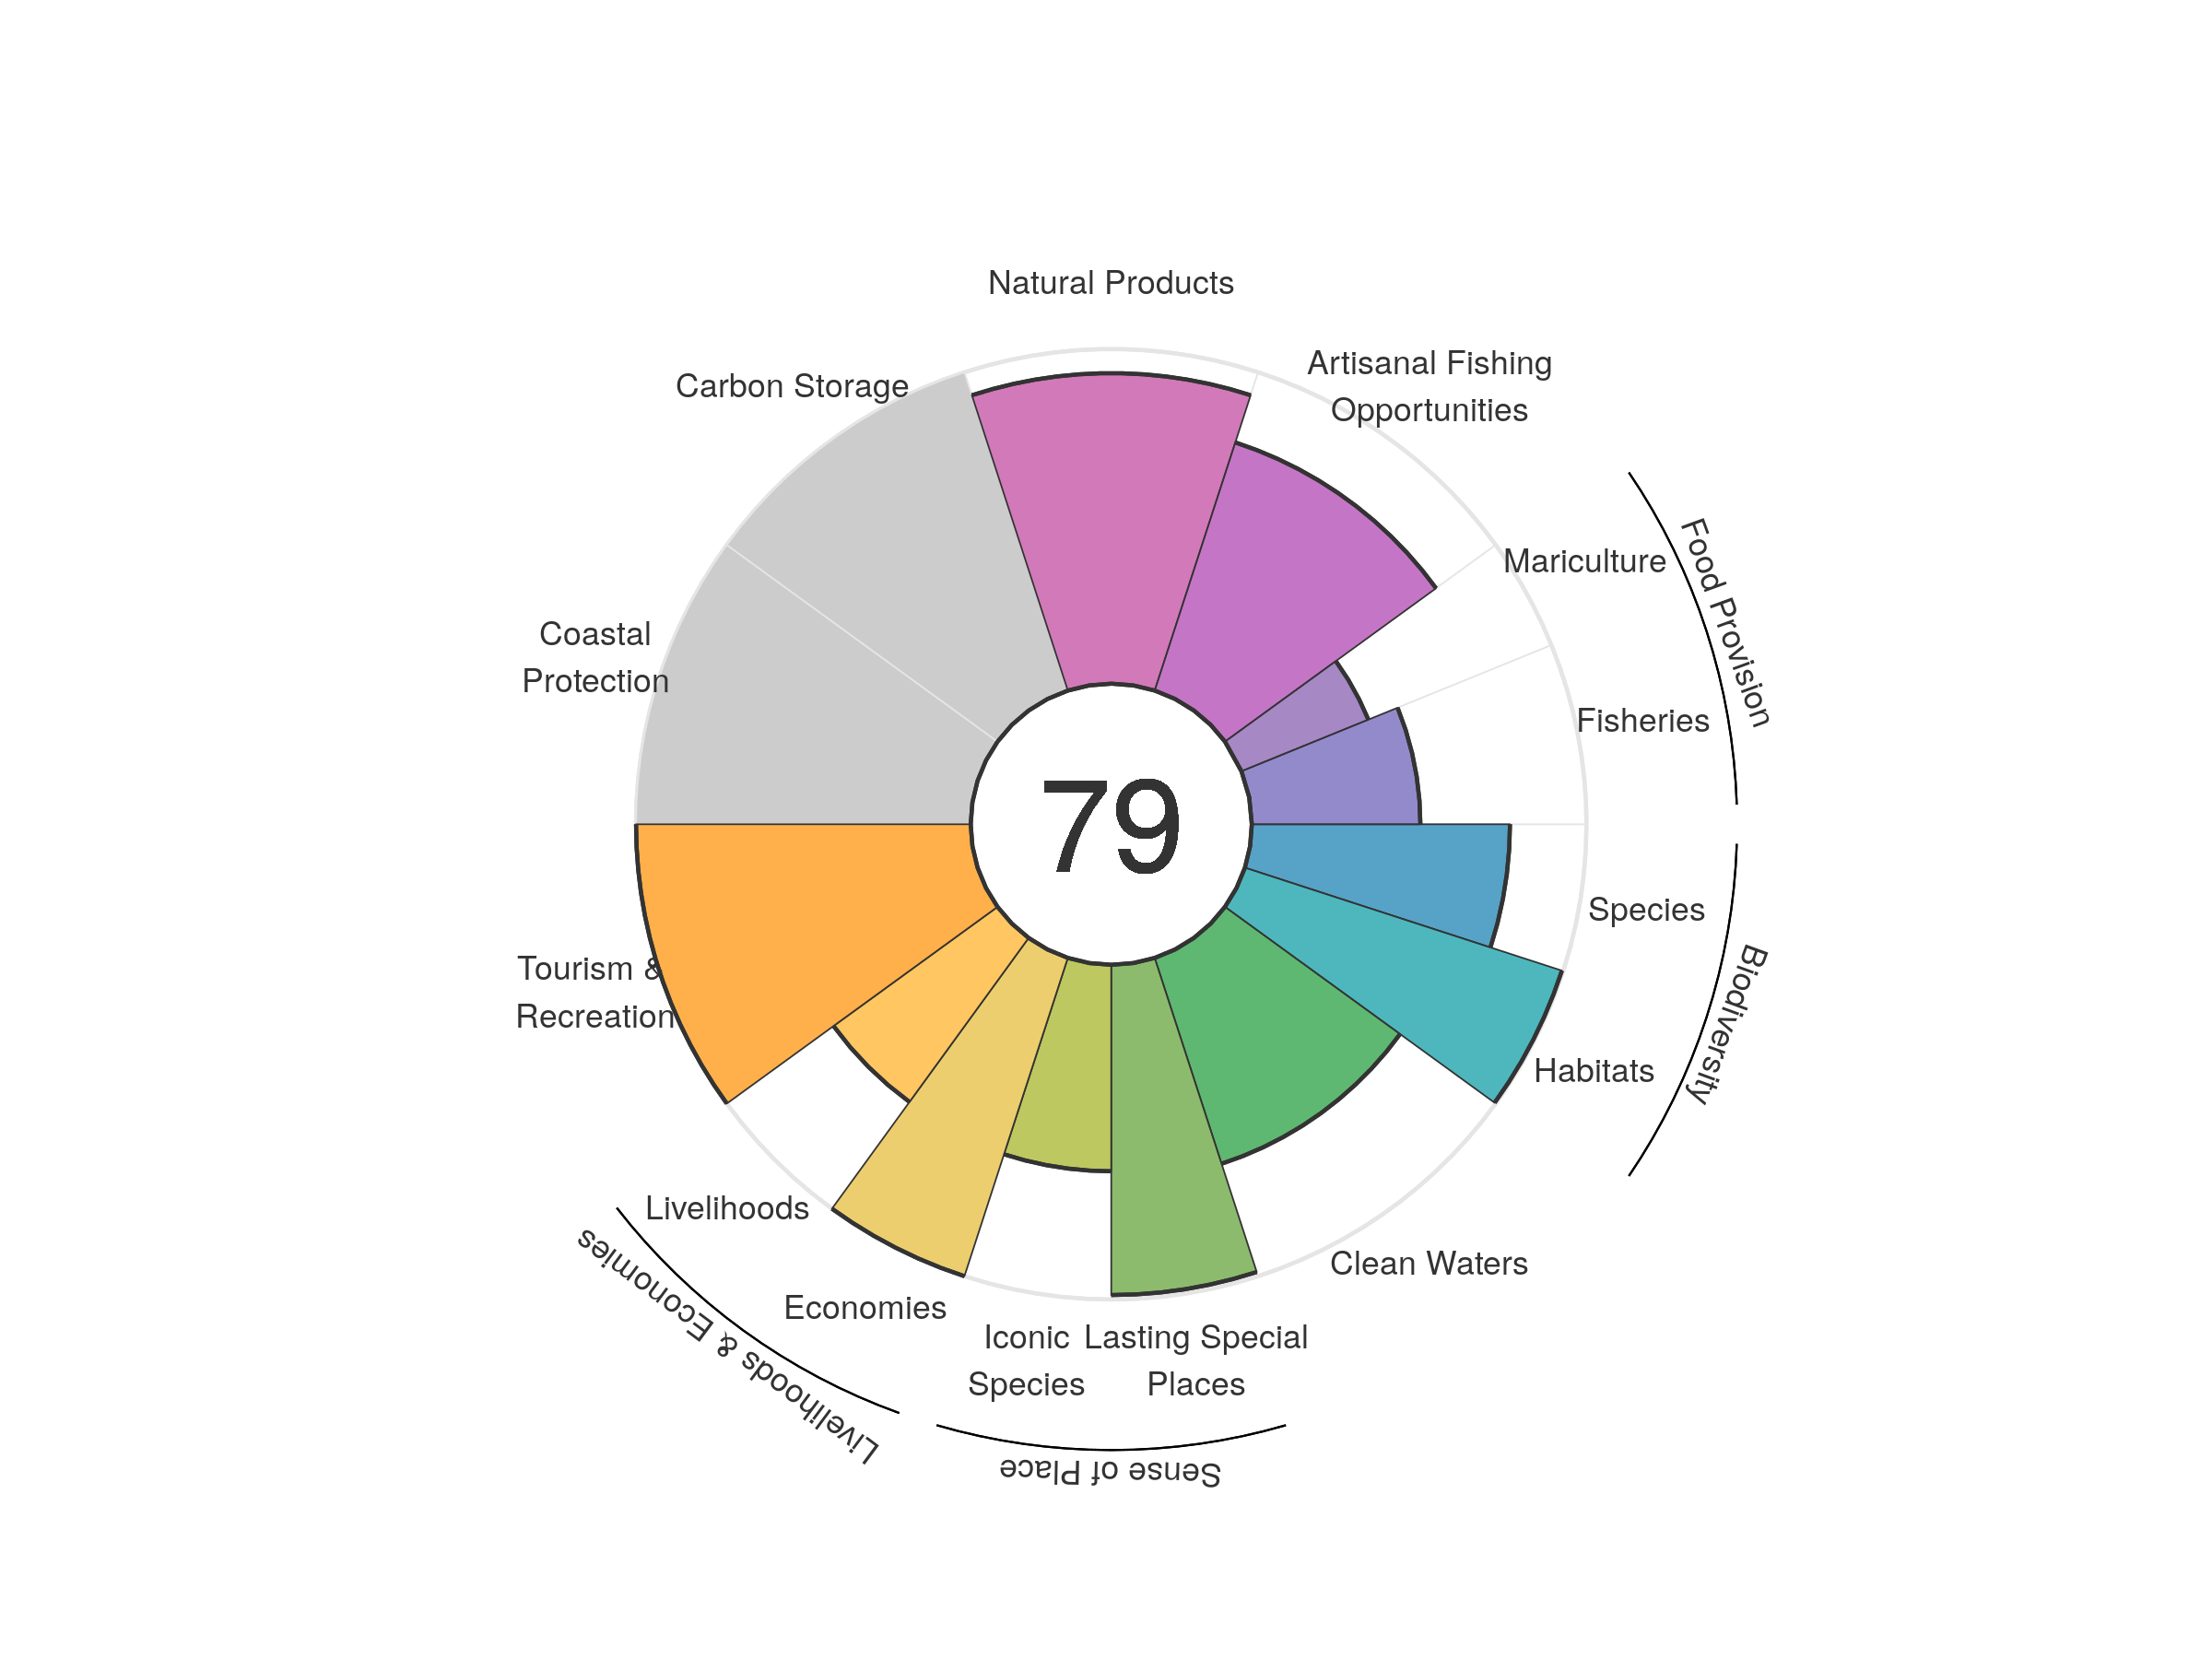 Natural Products
Artisanal Fishing
Opportunities
Carbon Storage
Mariculture
Food Provision
Coastal
Protection
Fisheries
79
Species
Biodiversity
Tourism &
Recreation
Habitats
Livelihoods
Clean Waters
Livelihoods & Economies
Economies
Iconic
Species
Lasting Special
Places
Sense of Place